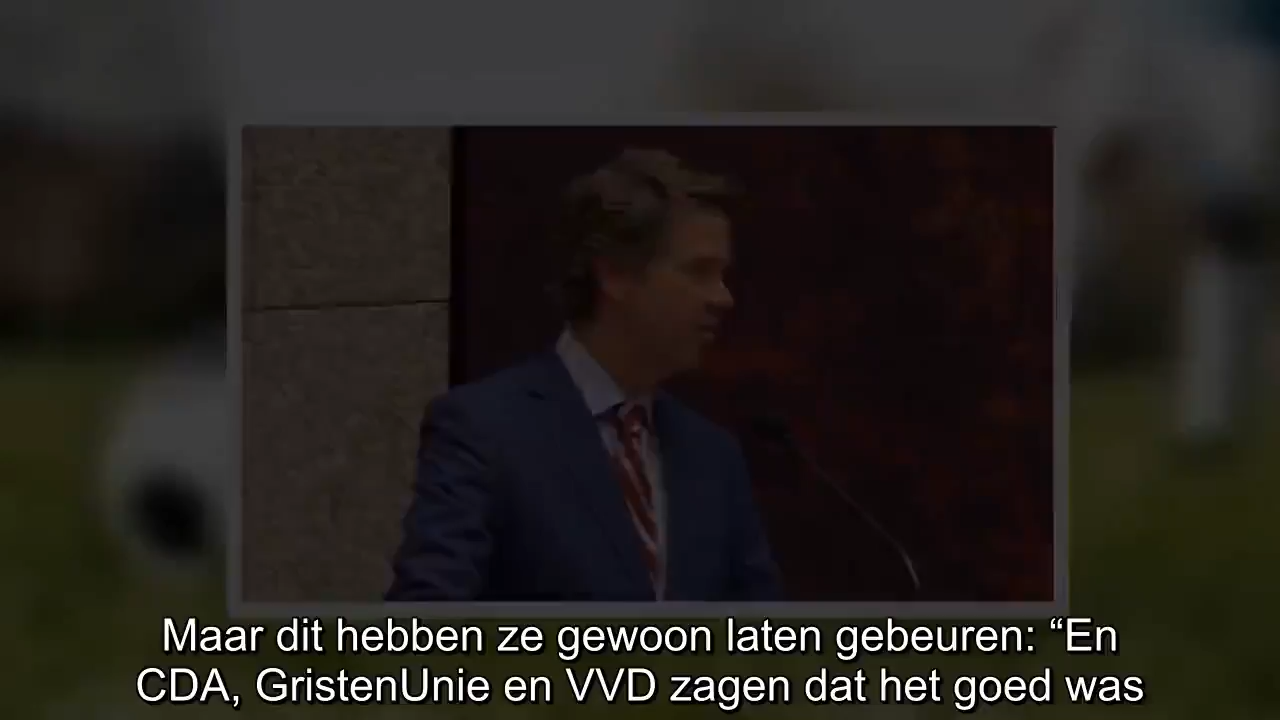 Maar dit hebben ze gewoon laten gebeuren: “En
CDA, GristenUnie en VVD zagen dat het goed was